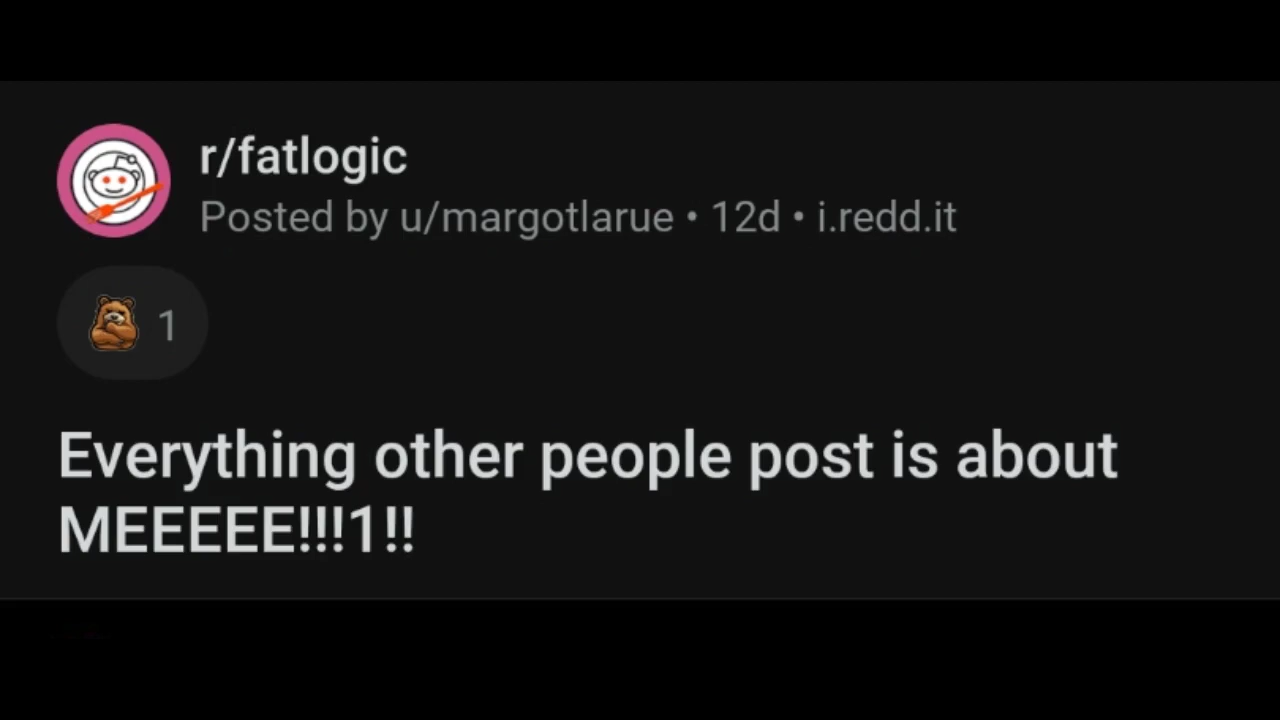 r/fatlogic
Posted by u/margotlarue • 12d • i.redd.it
1
Everything other people post is about
MEEEEE!!!1!!